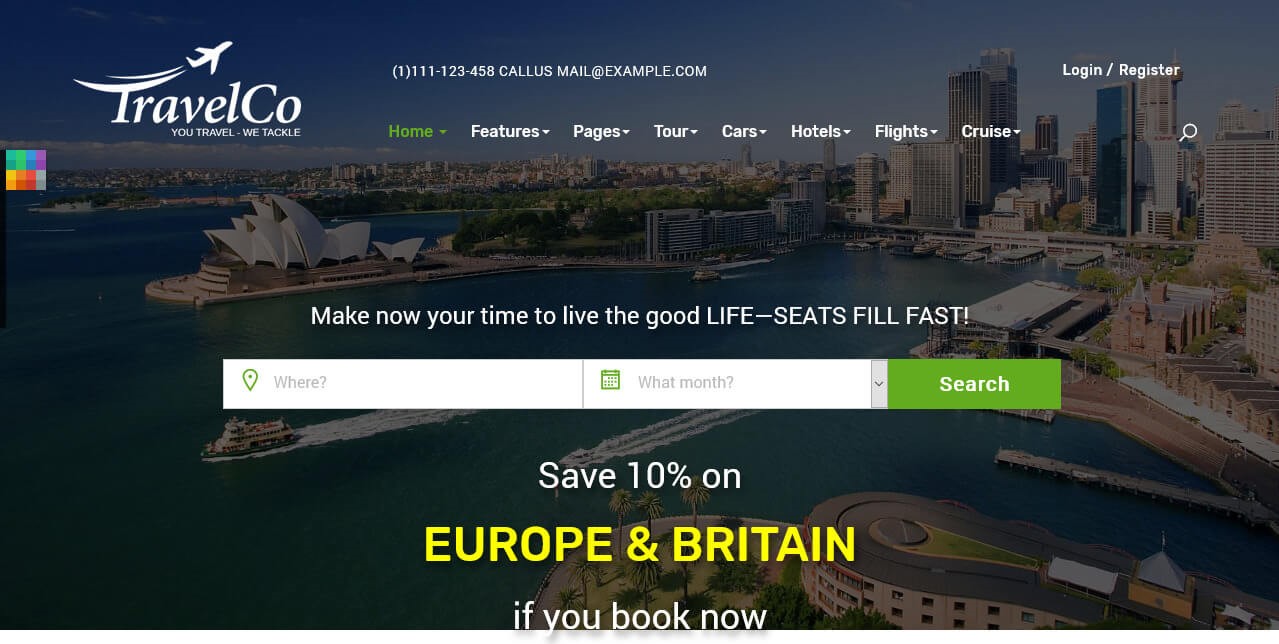 TravelCo
YOU TRAVEL - WE TACKLE
(1)111-123-458 CALLUS MAIL@EXAMPLE.COM
Login / Register
Home Features Pages Tour Cars Hotels Flights Cruise
Make now your time to live the good LIFE—SEATS FILL FAST!
Where? What month? Search
Save 10% on
EUROPE & BRITAIN
if you book now